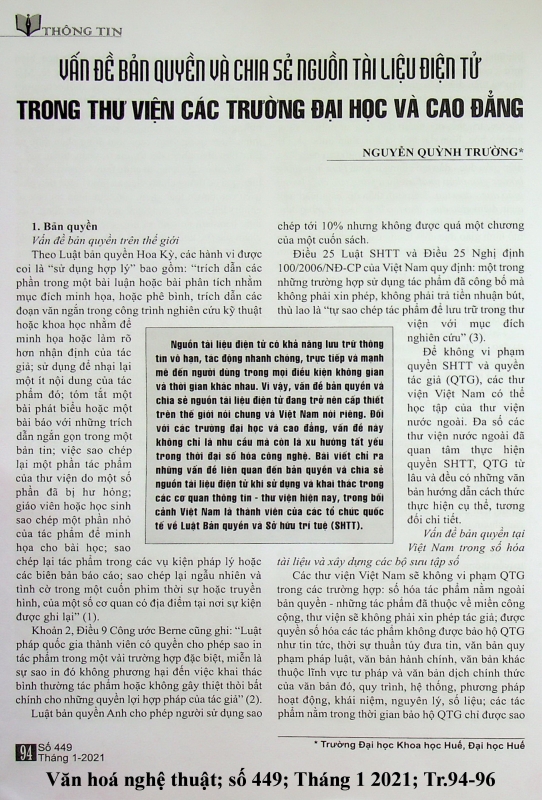 THÔNG TIN
VẤN ĐỀ BẢN QUYỀN VÀ CHIA SẺ NGUỒN TÀI LIỆU ĐIỆN TỬ
TRONG THƯ VIỆN CÁC TRƯỜNG ĐẠI HỌC VÀ CAO ĐẲNG
NGUYỄN QUỲNH TRƯỜNG*
1. Bản quyền
Vấn đề bản quyền trên thế giới
Theo Luật bản quyền Hoa Kỳ, các hành vi được
coi là “sử dụng hợp lý” bao gồm: “trích dẫn các
phần trong một bài luận hoặc bài phân tích nhằm
mục đích minh họa, hoặc phê bình, trích dẫn các
đoạn văn ngắn trong công trình nghiên cứu kỹ thuật
hoặc khoa học nhằm để
minh họa hoặc làm rõ
hơn nhận định của tác
giả; sử dụng để nhại lại
một ít nội dung của tác
phẩm đó; tóm tắt một
bài phát biểu hoặc một
bài báo với những trích
dẫn ngắn gọn trong một
bản tin; việc sao chép
lại một phần tác phẩm
của thư viện do một số
phần đã bị hư hỏng;
giáo viên hoặc học sinh
sao chép một phần nhỏ
của tác phẩm để minh
họa cho bài học; sao
chép lại tác phẩm trong các vụ kiện pháp lý hoặc
các biên bản báo cáo; sao chép lại ngẫu nhiên và
tình cờ trong một cuốn phim thời sự hoặc truyền
hình, của một số cơ quan có địa điểm tại nơi sự kiện
được ghi lại” (1).
Khoản 2, Điều 9 Công ước Berne cũng ghi: “Luật
pháp quốc gia thành viên có quyền cho phép sao in
tác phẩm trong một vài trường hợp đặc biệt, miễn là
sự sao in đó không phương hại đến việc khai thác
bình thường tác phẩm hoặc không gây thiệt thòi bất
chính cho những quyền lợi hợp pháp của tác giả” (2).
Luật bản quyền Anh cho phép người sử dụng sao
Nguồn tài liệu điện tử có khả năng lưu trữ thông
tin vô hạn, tác động nhanh chóng, trực tiếp và mạnh
mẽ đến người dùng trong mọi điều kiện không gian
và thời gian khác nhau. Vì vậy, vấn đề bản quyền và
chia sẻ nguồn tài liệu điện tử đang trở nên cấp thiết
trên thế giới nói chung và Việt Nam nói riêng. Đối
với các trường đại học và cao đẳng, vấn đề này
không chỉ là nhu cầu mà còn là xu hướng tất yếu
trong thời đại số hóa công nghệ. Bài viết chỉ ra
những vấn đề liên quan đến bản quyền và chia sẻ
nguồn tài liệu điện tử khi sử dụng và khai thác trong
các cơ quan thông tin - thư viện hiện nay, trong bối
cảnh Việt Nam là thành viên của các tổ chức quốc
tế về Luật Bản quyền và Sở hữu trí tuệ (SHTT).
chép tới 10% nhưng không được quá một chương
của một cuốn sách.
Điều 25 Luật SHTT và Điều 25 Nghị định
100/2006/NĐ-CP của Việt Nam quy định: một trong
những trường hợp sử dụng tác phẩm đã công bố mà
không phải xin phép, không phải trả tiền nhuận bút,
thù lao là “tự sao chép tác phẩm để lưu trữ trong thư
viện với mục đích
nghiên cứu” (3).
Để không vi phạm
quyền SHTT và quyền
tác giả (QTG), các thư
viện Việt Nam có thể
học tập của thư viện
nước ngoài. Đa số các
thư viện nước ngoài đã
quan tâm thực hiện
quyền SHTT, QTG từ
lâu và đều có những văn
bản hướng dẫn cách thức
thực hiện cụ thể, tương
đối chi tiết.
Vấn đề bản quyền tại
Việt Nam trong số hóa
tài liệu và xây dựng các bộ sưu tập số
Các thư viện Việt Nam sẽ không vi phạm QTG
trong các trường hợp: số hóa tác phẩm nằm ngoài
bản quyền - những tác phẩm đã thuộc về miền công
cộng, thư viện sẽ không phải xin phép tác giả; được
quyền số hóa các tác phẩm không được bảo hộ QTG
như tin tức, thời sự thuần túy đưa tin, văn bản quy
phạm pháp luật, văn bản hành chính, văn bản khác
thuộc lĩnh vực tư pháp và văn bản dịch chính thức
của văn bản đó, quy trình, hệ thống, phương pháp
hoạt động, khái niệm, nguyên lý, số liệu; các tác
phẩm nằm trong thời gian bảo hộ QTG chỉ được sao
94 Số 449
Tháng 1-2021
* Trường Đại học Khoa học Huế, Đại học Huế
Văn hoá nghệ thuật; số 449; Tháng 1 2021; Tr.94-96